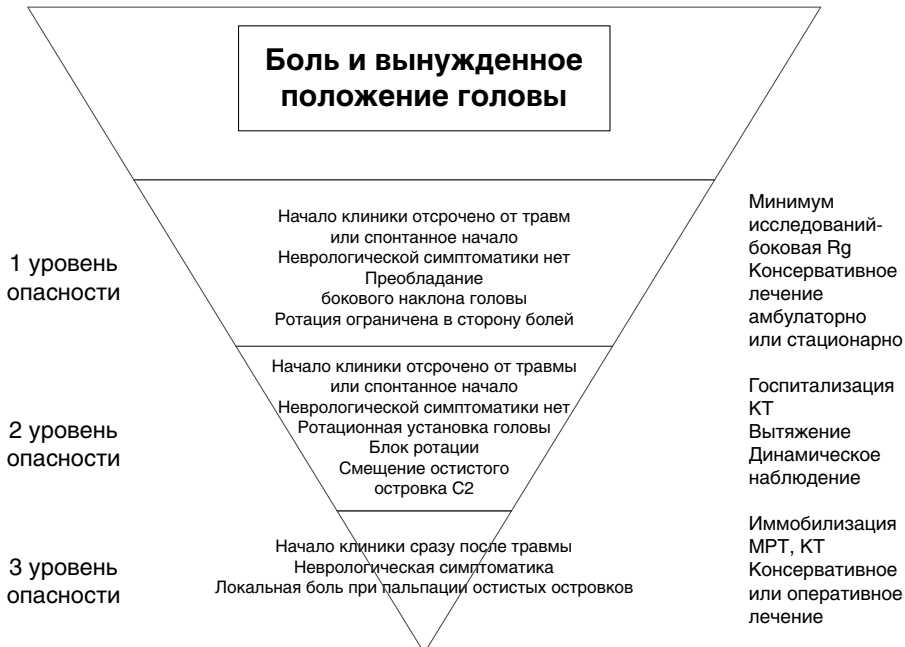 Боль и вынужденное
положение головы
1 уровень
опасности
Начало клиники отсрочено от травм
или спонтанное начало
Неврологической симптоматики нет
Преобладание
бокового наклона головы
Ротация ограничена в сторону болей
Минимум
исследований-
боковая Rg
Консервативное
лечение
амбулаторно
или стационарно
2 уровень
опасности
Начало клиники отсрочено от травмы
или спонтанное начало
Неврологической симптоматики нет
Ротационная установка головы
Блок ротации
Смещение остистого
островка С2
Госпитализация
КТ
Вытяжение
Динамическое
наблюдение
3 уровень
опасности
Начало клиники сразу после травмы
Неврологическая симптоматика
Локальная боль при пальпации остистых островков
Иммобилизация
МРТ, КТ
Консервативное
или оперативное
лечение